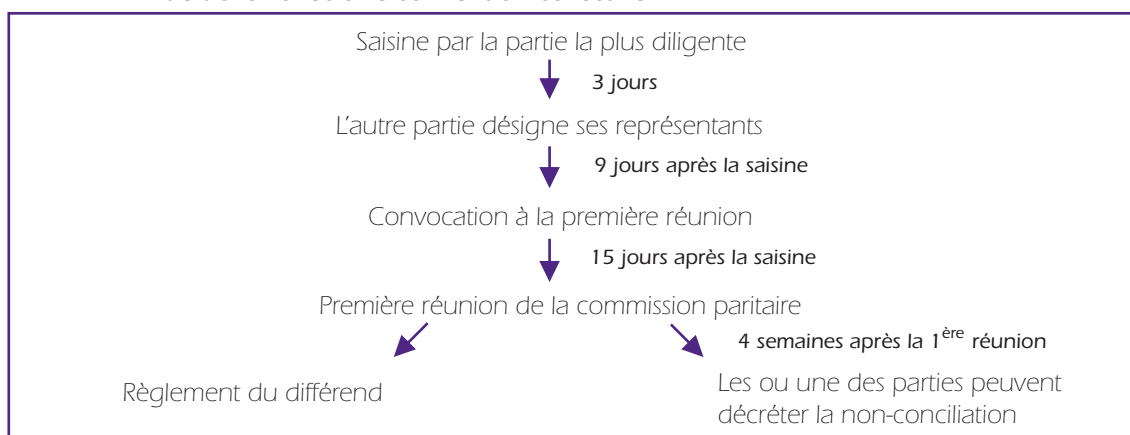 Saisine par la partie la plus diligente
3 jours
L'autre partie désigne ses représentants
9 jours après la saisine
Convocation à la première réunion
15 jours après la saisine
Première réunion de la commission paritaire
4 semaines après la 1ère réunion
Règlement du différend
Les ou une des parties peuvent
décréter la non-conciliation